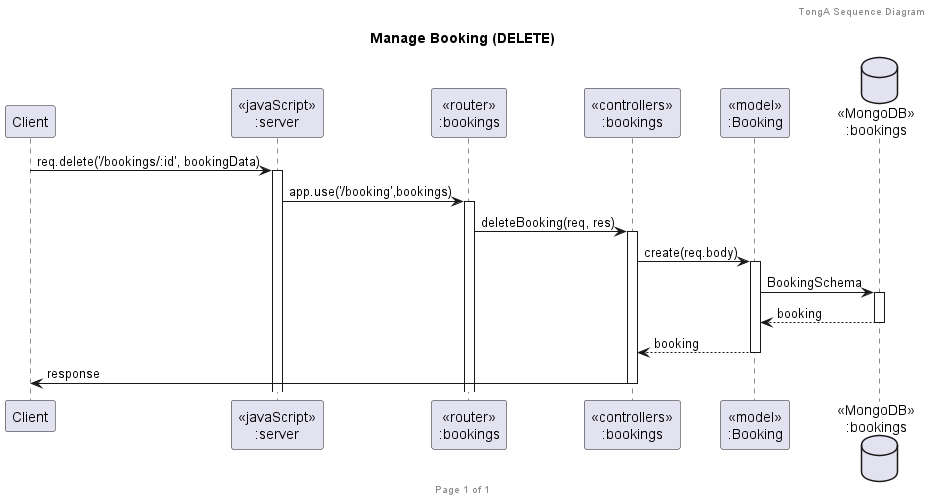 TongA Sequence Diagram
Manage Booking (DELETE)
Client
«javaScript»
:server
«router»
:bookings
«controllers»
:bookings
«model»
:Booking
«MongoDB»
:bookings
req.delete('/bookings/:id', bookingData)
app.use('/booking',bookings)
deleteBooking(req, res)
create(req.body)
BookingSchema
booking
booking
response
Client
«javaScript»
:server
«router»
:bookings
«controllers»
:bookings
«model»
:Booking
«MongoDB»
:bookings
Page 1 of 1